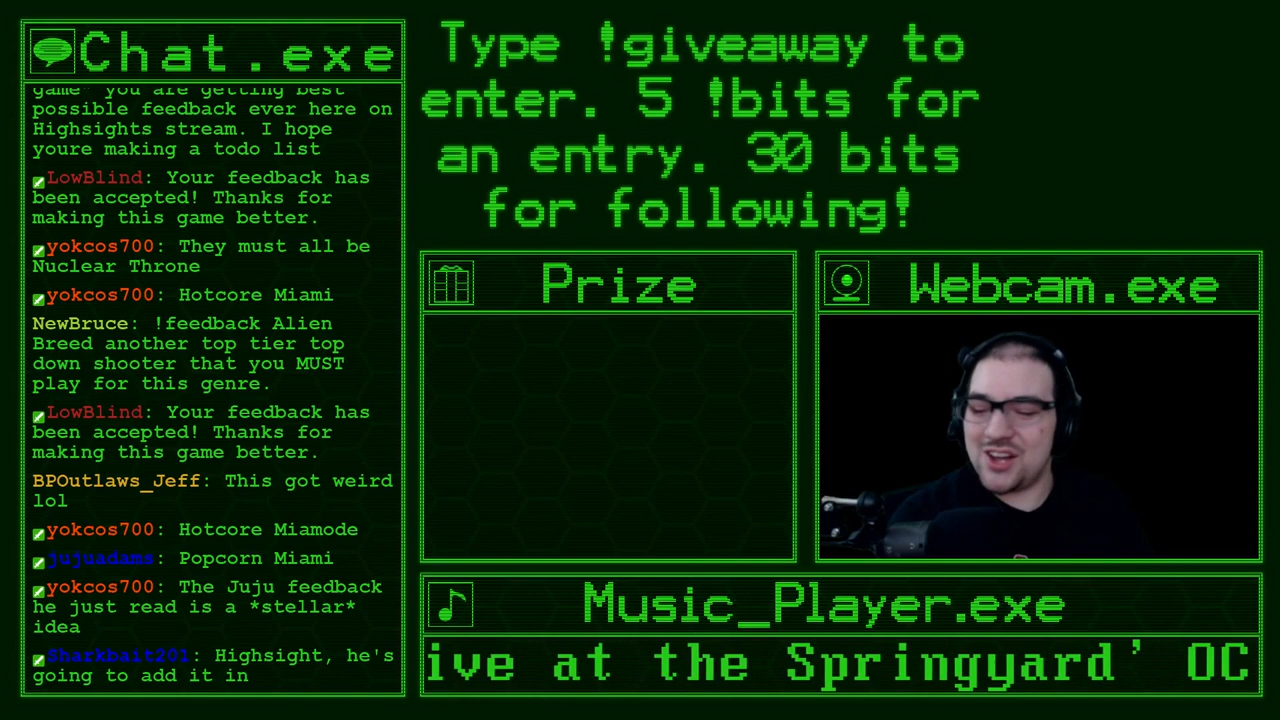 Chat.exe
game" you are getting best
possible feedback ever here on
Highsights stream. I hope
youre making a todo list
LowBlind: Your feedback has
been accepted! Thanks for
making this game better.
yokcos700: They must all be
Nuclear Throne
yokcos700: Hotcore Miami
NewBruce: !feedback Alien
Breed another top tier top
down shooter that you MUST
play for this genre.
LowBlind: Your feedback has
been accepted! Thanks for
making this game better.
BPOutlaws_Jeff: This got weird
lol
yokcos700: Hotcore Miamode
jujuadams: Popcorn Miami
yokcos700: The Juju feedback
he just read is a *stellar*
idea
Sharkbait201: Highsight, he's
going to add it in
Type !giveaway to
enter. 5 !bits for
an entry. 30 bits
for following!
Prize
Webcam.exe
Music_Player.exe
ive at the Springyard' OC